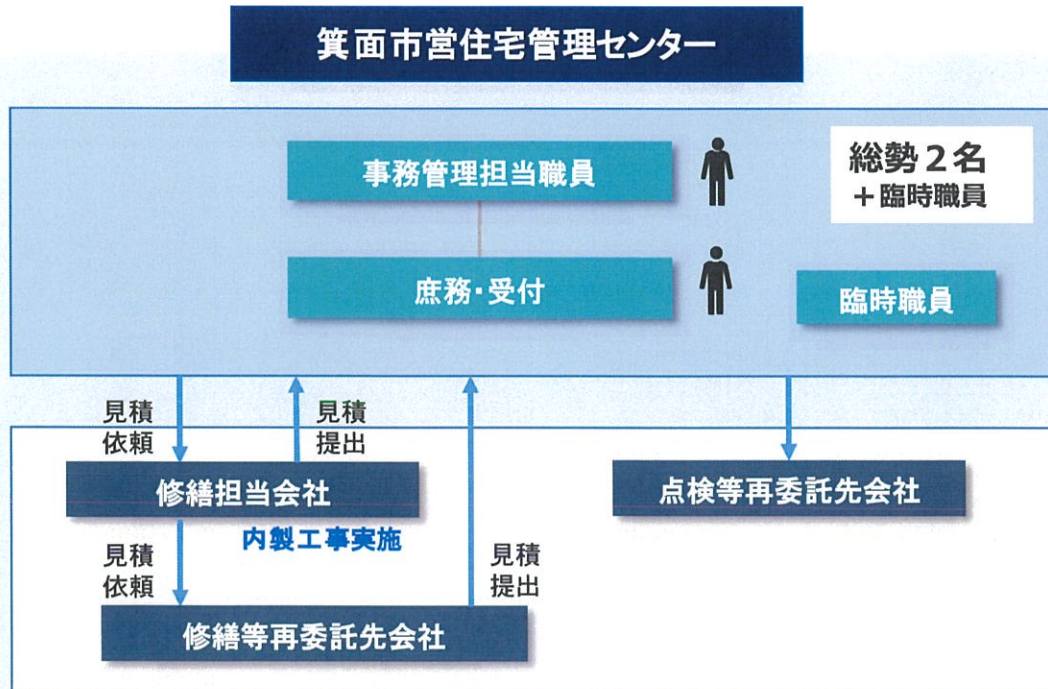 箕面市営住宅管理センター
事務管理担当職員
総勢2名
+臨時職員
庶務・受付
臨時職員
見積
依頼
見積
提出
修繕担当会社
点検等再委託先会社
内製工事実施
見積
依頼
見積
提出
修繕等再委託先会社